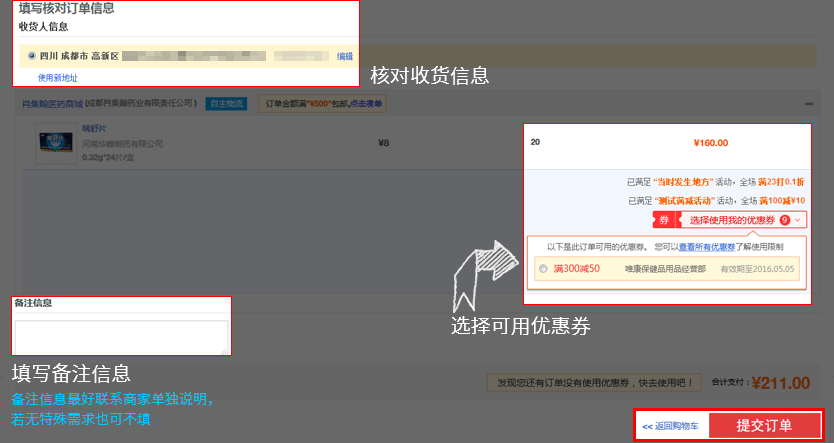 填写核对订单信息
收货人信息
四川 成都市 高新区
编辑
使用新地址
核对收货信息
肖集翰医药商城 (成都肖集翰药业有限责任公司)
自主物流
订单金额满"¥500"包邮,点击凑单
咽舒片
河南华峰制药有限公司
0.32g*24片/盒
¥8
20
¥160.00
已满足 "当时发生地方" 活动, 全场 满23打0.1折
已满足 "测试满减活动" 活动, 全场 满100减¥10
券 选择使用我的优惠券 9
以下是此订单可用的优惠券。 您可以查看所有优惠券了解使用限制
满300减50 唯康保健品用品经营部 有效期至2016.05.05
选择可用优惠券
备注信息
填写备注信息
备注信息最好联系商家单独说明,
若无特殊需求也可不填
发现您还有订单没有使用优惠券,快去使用吧!
合计支付: ¥211.00
<< 返回购物车
提交订单